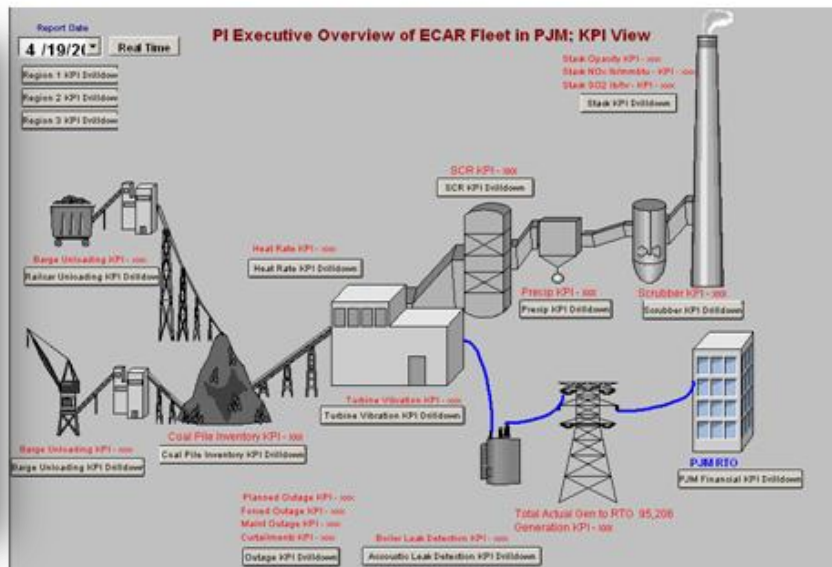 Report Date
PI Executive Overview of ECAR Fleet in PJM; KPI View
4 /19/20
Real Time
Region 1 KPI Drilldown
Region 2 KPI Drilldown
Region 3 KPI Drilldown
Stack Opacity KPI - xxx
Stack NOx lb/mmbtu - KPI - xxx
Stack SO2 lb/hr - KPI - xxx
Stack KPI Drilldown
SCR KPI - xxx
SCR KPI Drilldown
Heat Rate KPI - xxx
Heat Rate KPI Drilldown
Barge Unloading KPI - xxx
Railcar Unloading KPI Drilldown
Precip KPI - xxx
Precip KPI Drilldown
Scrubber KPI - xxx
Scrubber KPI Drilldown
Turbine Vibration KPI - xxx
Turbine Vibration KPI Drilldown
Coal Pile Inventory KPI - xxx
Coal Pile Inventory KPI Drilldown
Barge Unloading KPI - xxx
Barge Unloading KPI Drilldown
PJM RTO
PJM Financial KPI Drilldown
Planned Outage KPI - xxx
Forced Outage KPI - xxx
Maint Outage KPI - xxx
Curtailments KPI - xxx
Outage KPI Drilldown
Boiler Leak Detection KPI - xxx
Accoustic Leak Detection KPI Drilldown
Total Actual Gen to RTO 95,206
Generation KPI - xxx